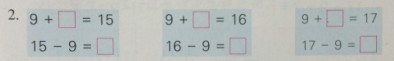 2. 9 + □ = 15 9 + □ = 16 9 + □ = 17
15 − 9 = □ 16 − 9 = □ 17 − 9 = □